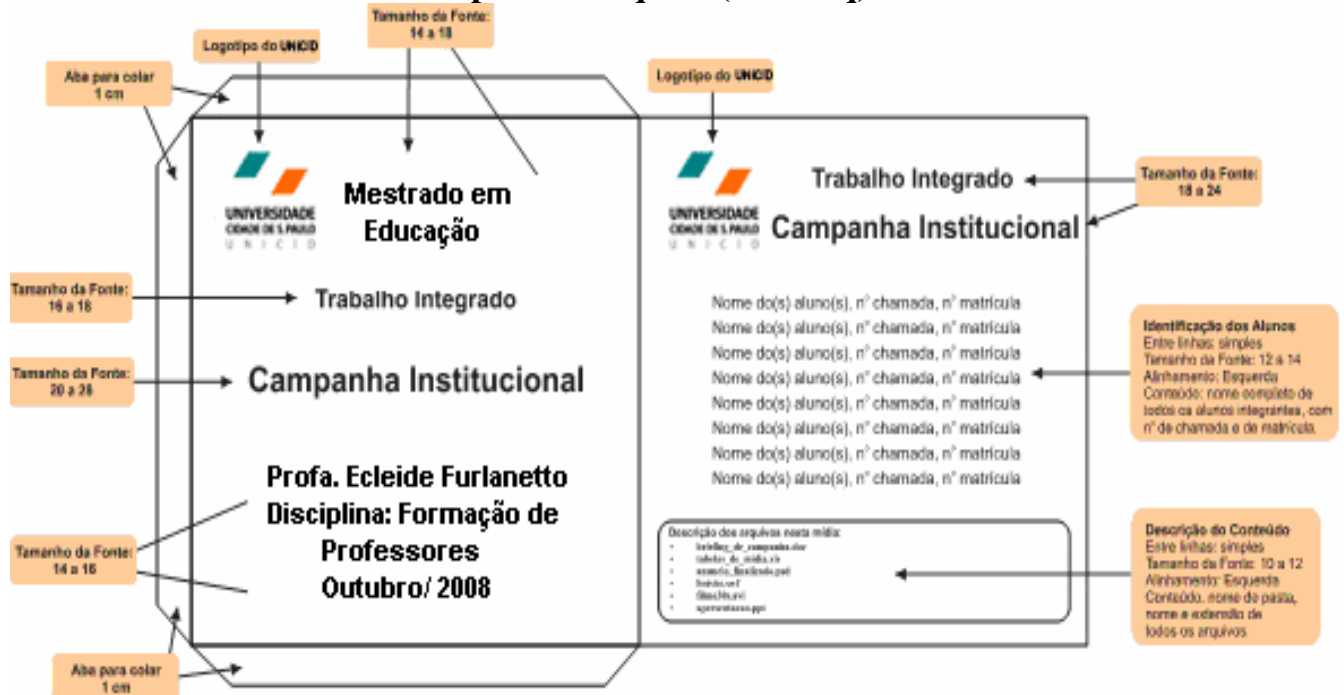 Tamanho da Fonte:
14 a 18
Logotipo do UNICID
Aba para colar
1 cm
UNIVERSIDADE
CIDADE DE S. PAULO
UNICID
Mestrado em
Educação
Tamanho da Fonte:
16 a 18
Trabalho Integrado
Tamanho da Fonte:
20 a 28
Campanha Institucional
Profa. Ecleide Furlanetto
Disciplina: Formação de
Professores
Outubro/ 2008
Tamanho da Fonte:
14 a 16
Aba para colar
1 cm
Logotipo do UNICID
UNIVERSIDADE
CIDADE DE S. PAULO
UNICID
Trabalho Integrado
Campanha Institucional
Tamanho da Fonte:
18 a 24
Nome do(s) aluno(s), n° chamada, n° matrícula
Nome do(s) aluno(s), n° chamada, n° matrícula
Nome do(s) aluno(s), n° chamada, n° matrícula
Nome do(s) aluno(s), n° chamada, n° matrícula
Nome do(s) aluno(s), n° chamada, n° matrícula
Nome do(s) aluno(s), n° chamada, n° matrícula
Nome do(s) aluno(s), n° chamada, n° matrícula
Nome do(s) aluno(s), n° chamada, n° matrícula
Identificação dos Alunos
Entre linhas: simples
Tamanho da Fonte: 12 a 14
Alinhamento: Esquerda
Conteúdo: nome completo de
todos os alunos integrantes, com
n° de chamada e de matrícula.
Descrição dos arquivos nesta mídia:
apresentacao.ppt
Descrição do Conteúdo
Entre linhas: simples
Tamanho da Fonte: 10 a 12
Alinhamento: Esquerda
Conteúdo, nome de pasta,
nome e extensão de
todos os arquivos